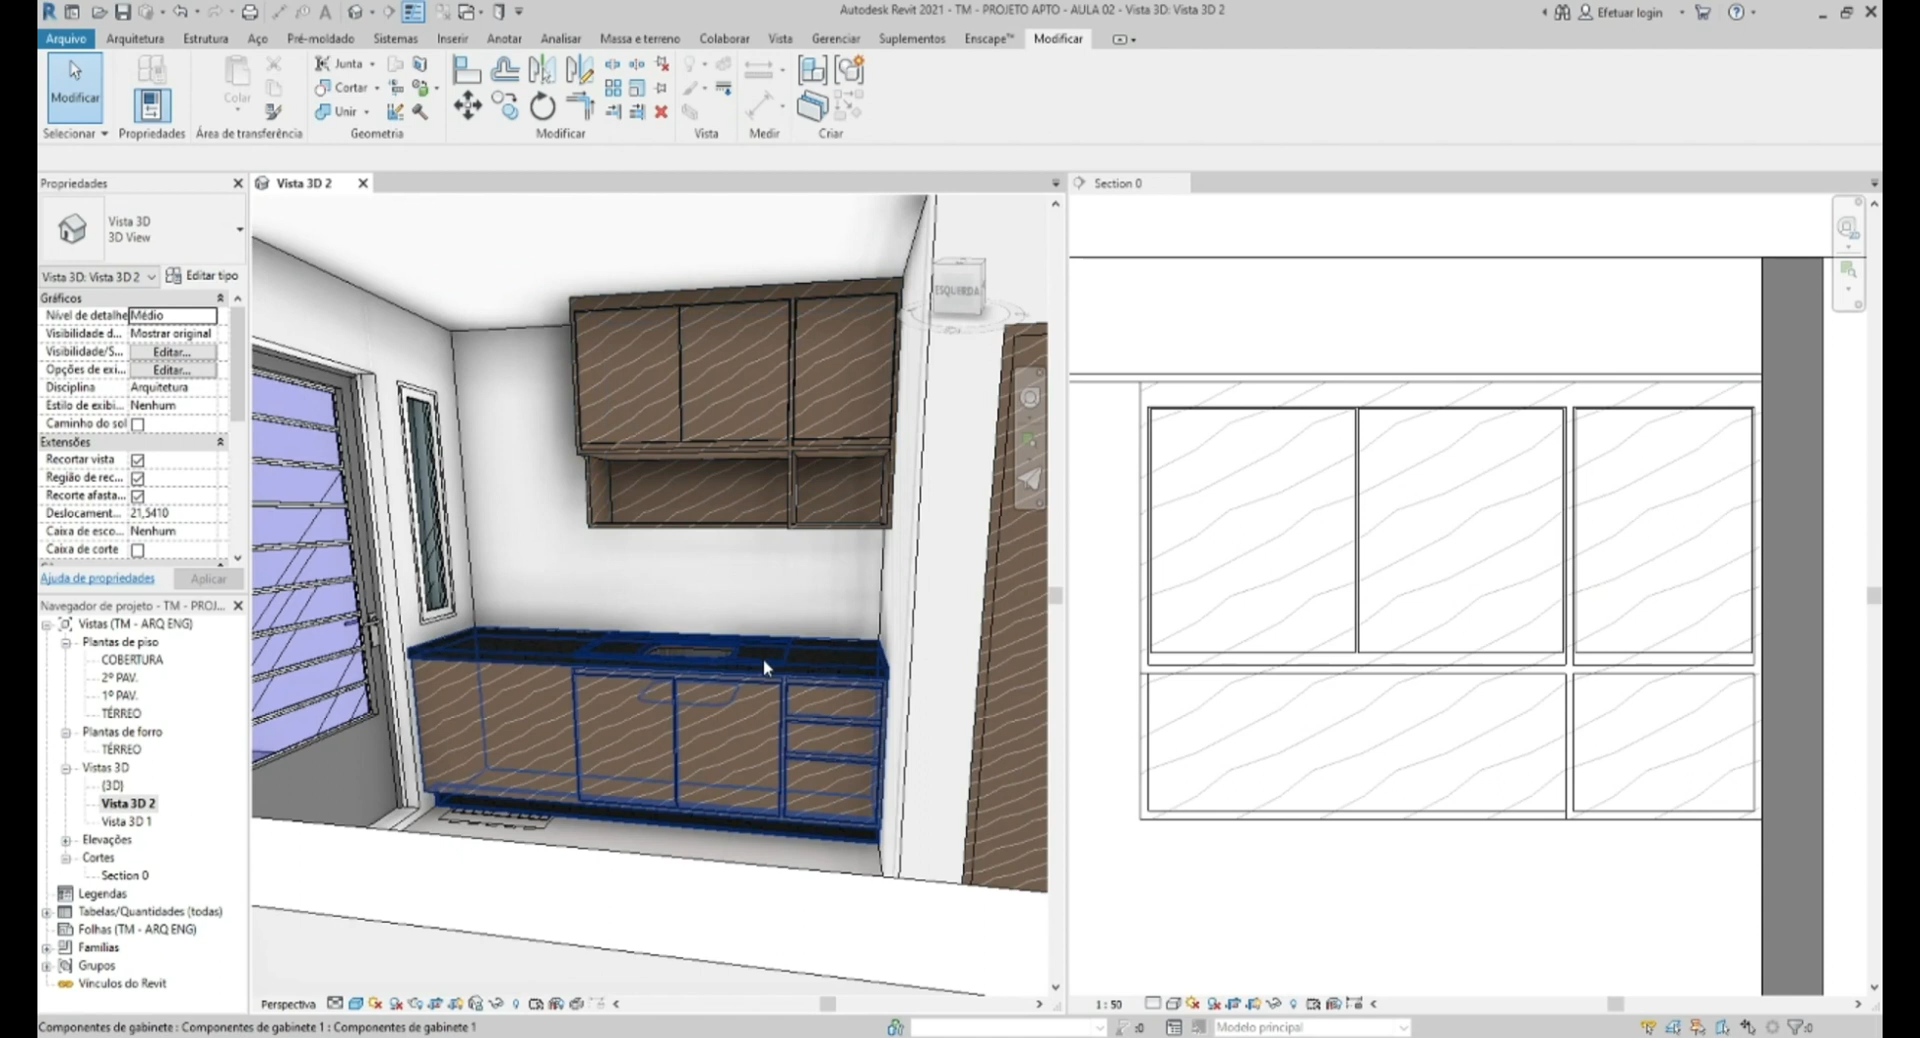 Autodesk Revit 2021 - TM - PROJETO APTO - AULA 02 - Vista 3D: Vista 3D 2
Efetuar login
Arquivo Arquitetura Estrutura Aço Pré-moldado Sistemas Inserir Anotar Analisar Massa e terreno Colaborar Vista Gerenciar Suplementos Enscape™ Modificar
Modificar
Colar
Junta
Cortar
Unir
Selecionar Propriedades Área de transferência Geometria Modificar Vista Medir Criar
Propriedades
Vista 3D 2
Section 0
Vista 3D
3D View
Vista 3D: Vista 3D 2
Editar tipo
Gráficos
Nível de detalhe Médio
Visibilidade d... Mostrar original
Visibilidade/S... Editar...
Opções de exi... Editar...
Disciplina Arquitetura
Estilo de exibi... Nenhum
Caminho do sol
Extensões
Recortar vista
Região de rec...
Recorte afasta...
Deslocament... 21,5410
Caixa de esco... Nenhum
Caixa de corte
Ajuda de propriedades
Aplicar
ESQUERDA
Navegador de projeto - TM - PROJ...
Vistas (TM - ARQ ENG)
Plantas de piso
COBERTURA
2º PAV.
1º PAV.
TÉRREO
Plantas de forro
TÉRREO
Vistas 3D
{3D}
Vista 3D 2
Vista 3D 1
Elevações
Cortes
Section 0
Legendas
Tabelas/Quantidades (todas)
Folhas (TM - ARQ ENG)
Famílias
Grupos
Vínculos do Revit
Perspectiva
1 : 50
Componentes de gabinete : Componentes de gabinete 1 : Componentes de gabinete 1
:0
Modelo principal
:0